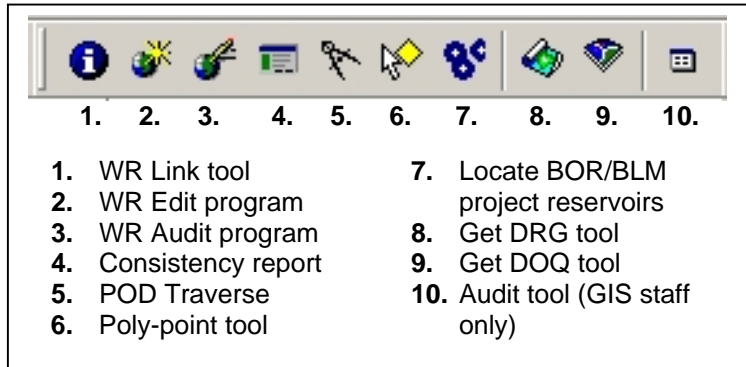 1. 2. 3. 4. 5. 6. 7. 8. 9. 10.
1. WR Link tool
2. WR Edit program
3. WR Audit program
4. Consistency report
5. POD Traverse
6. Poly-point tool
7. Locate BOR/BLM
project reservoirs
8. Get DRG tool
9. Get DOQ tool
10. Audit tool (GIS staff
only)